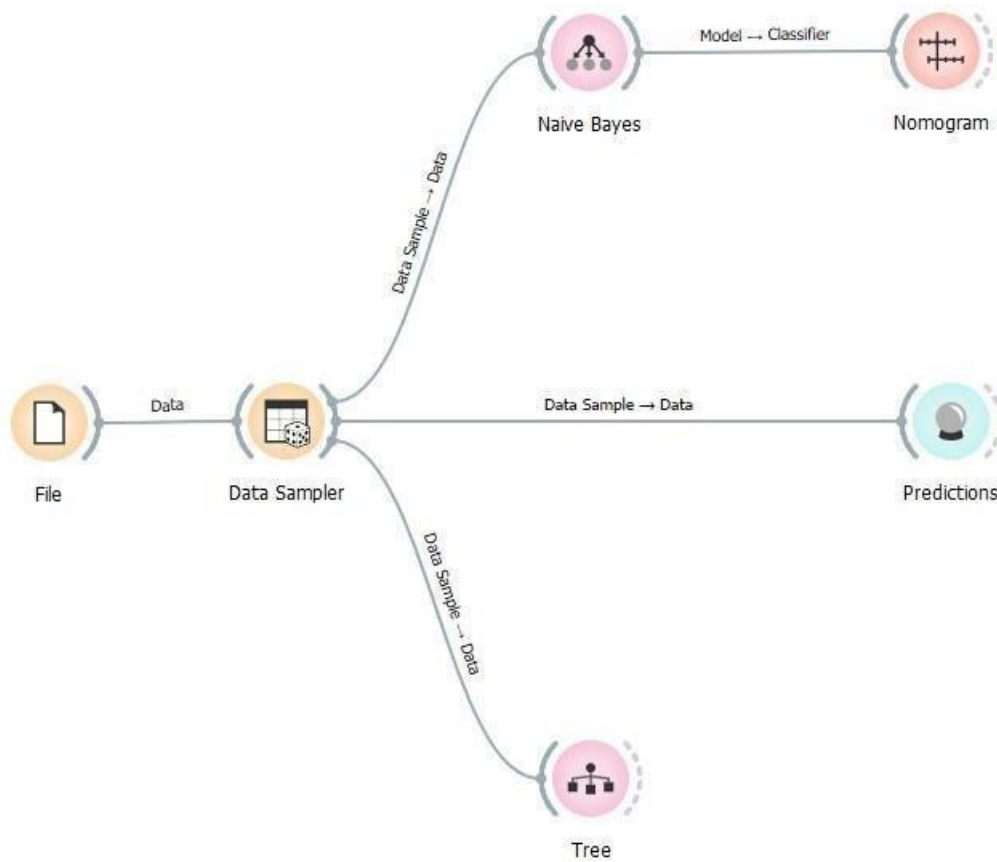 Model → Classifier
Naive Bayes
Nomogram
Data Sample → Data
Data
Data Sample → Data
File
Data Sampler
Predictions
Data Sample → Data
Tree